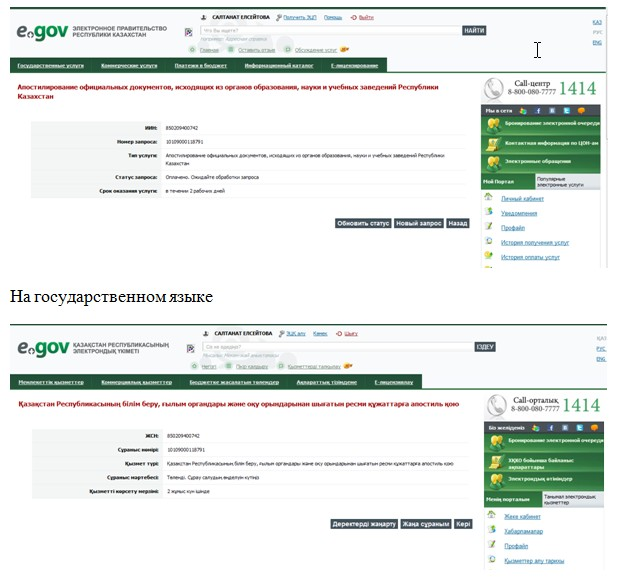 САЛТАНАТ ЕЛСЕЙТОВА Получить ЭЦП Помощь Выйти
e.gov ЭЛЕКТРОННОЕ ПРАВИТЕЛЬСТВО
РЕСПУБЛИКИ КАЗАХСТАН
Что Вы ищете? НАЙТИ
Главная Оставить отзыв Обсуждение услуг
ҚАЗ
РУС
ENG
Государственные услуги Коммерческие услуги Платежи в бюджет Информационный каталог Е-лицензирование
Апостилирование официальных документов, исходящих из органов образования, науки и учебных заведений Республики
Казахстан
ИИН: 850209400742
Номер запроса: 10109000118791
Тип услуги: Апостилирование официальных документов, исходящих из органов образования, науки и учебных заведений Республики
Казахстан
Статус запроса: Оплачено. Ожидайте обработки запроса
Срок оказания услуги: в течении 2 рабочих дней
Обновить статус Новый запрос Назад
Call-центр
8-800-080-7777 1414
Мы в сети
Бронирование электронной очереди
Контактная информация по ЦОН-ам
Электронные обращения
Мой Портал Популярные
электронные услуги
Личный кабинет
Уведомления
Профайл
История получения услуг
История оплаты услуг
На государственном языке
САЛТАНАТ ЕЛСЕЙТОВА ЭЦҚ алу Көмек Шығу
e.gov ҚАЗАҚСТАН РЕСПУБЛИКАСЫНЫҢ
ЭЛЕКТРОНДЫҚ ҮКІМЕТІ
Сіз не іздедіңіз? ІЗДЕУ
Негізгі Пікір қалдыру Қызметтерді талқылау
ҚАЗ
РУС
ENG
Мемлекеттік қызметтер Коммерциялық қызметтер Бюджетке жасалатын төлемдер Ақпараттық тізілдеме Е-лицензиялау
Қазақстан Республикасының білім беру, ғылым органдары және оқу орындарынан шығатын ресми құжаттарға апостиль қою
ЖСН: 850209400742
Сұраныс нөмірі: 10109000118791
Қызмет түрі: Қазақстан Республикасының білім беру, ғылым органдары және оқу орындарынан шығатын ресми құжаттарға апостиль қою
Сұраныс мәртебесі: Төленді. Сұрау салудың өңделуін күтіңіз
Қызметті көрсету мерзімі: 2 жұмыс күн ішінде
Деректерді жаңарту Жаңа сұраным Кері
Call-орталық
8-800-080-7777 1414
Біз желідеміз
Бронирование электронной очереди
ХҚКО бойынша байланыс
ақпараттары
Электрондық өтініштер
Менің порталым Танымал электрондық
қызметтер
Жеке кабинет
Хабарламалар
Профайл
Қызметтер алу тарихы